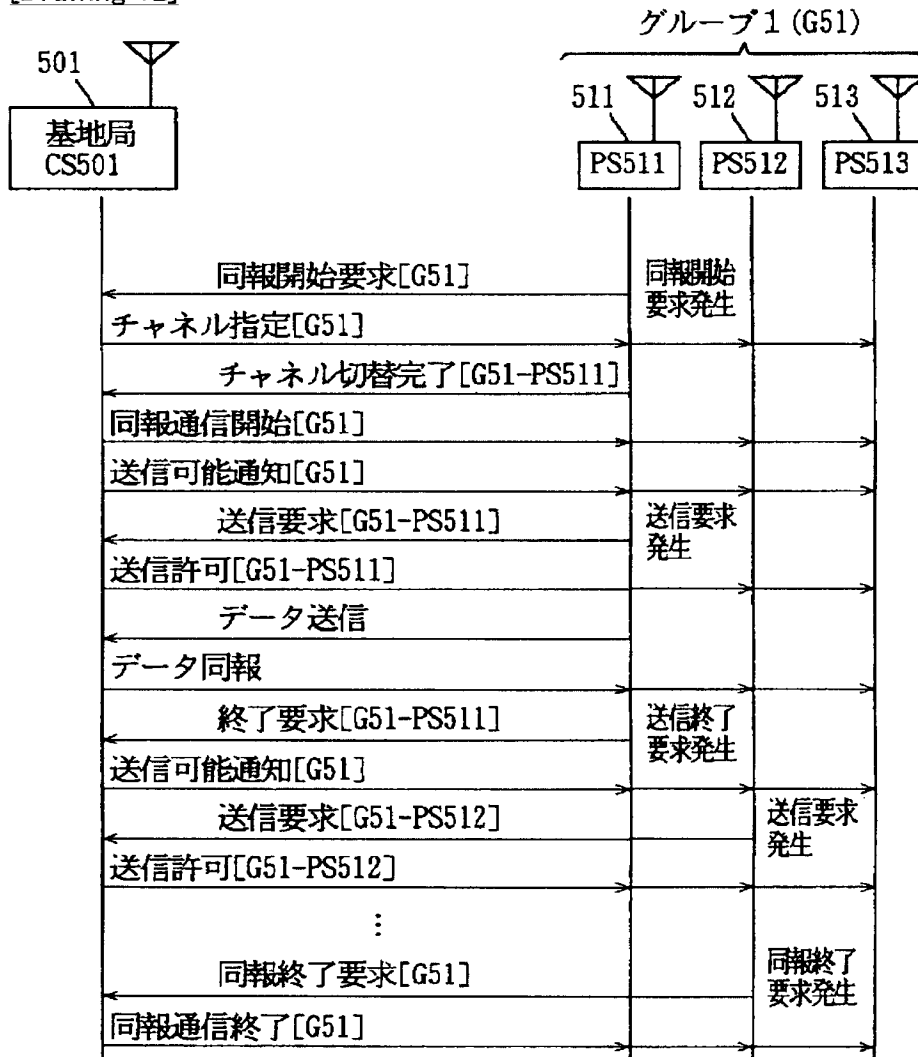 グループ1 (G51)
501
511
512
513
基地局
CS501
PS511
PS512
PS513
同報開始要求[G51]
同報開始
要求発生
チャネル指定[G51]
チャネル切替完了[G51-PS511]
同報通信開始[G51]
送信可能通知[G51]
送信要求[G51-PS511]
送信要求
発生
送信許可[G51-PS511]
データ送信
データ同報
終了要求[G51-PS511]
送信終了
要求発生
送信可能通知[G51]
送信要求[G51-PS512]
送信要求
発生
送信許可[G51-PS512]
⋮
同報終了要求[G51]
同報終了
要求発生
同報通信終了[G51]